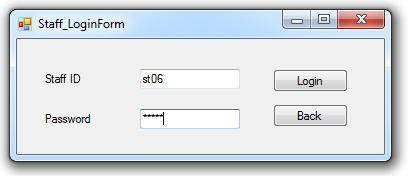 Staff_LoginForm
Staff ID st06 Login
Password ***** Back